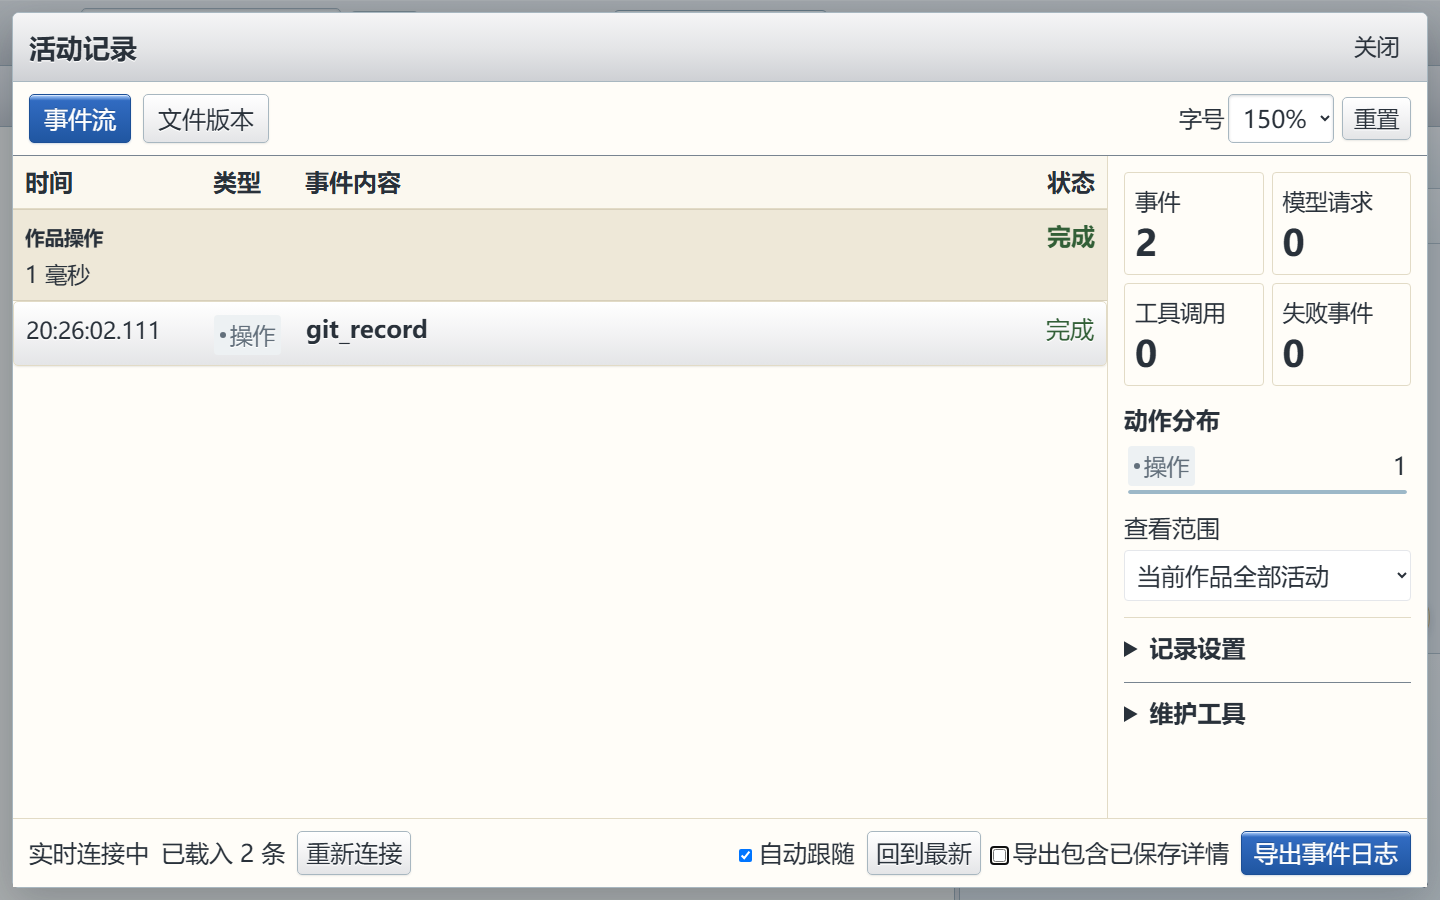 活动记录
关闭
事件流
文件版本
字号
150%
重置
时间
类型
事件内容
状态
作品操作
完成
1 毫秒
20:26:02.111
•操作
git_record
完成
事件
2
模型请求
0
工具调用
0
失败事件
0
动作分布
•操作
1
查看范围
当前作品全部活动
记录设置
维护工具
实时连接中
已载入 2 条
重新连接
自动跟随
回到最新
导出包含已保存详情
导出事件日志